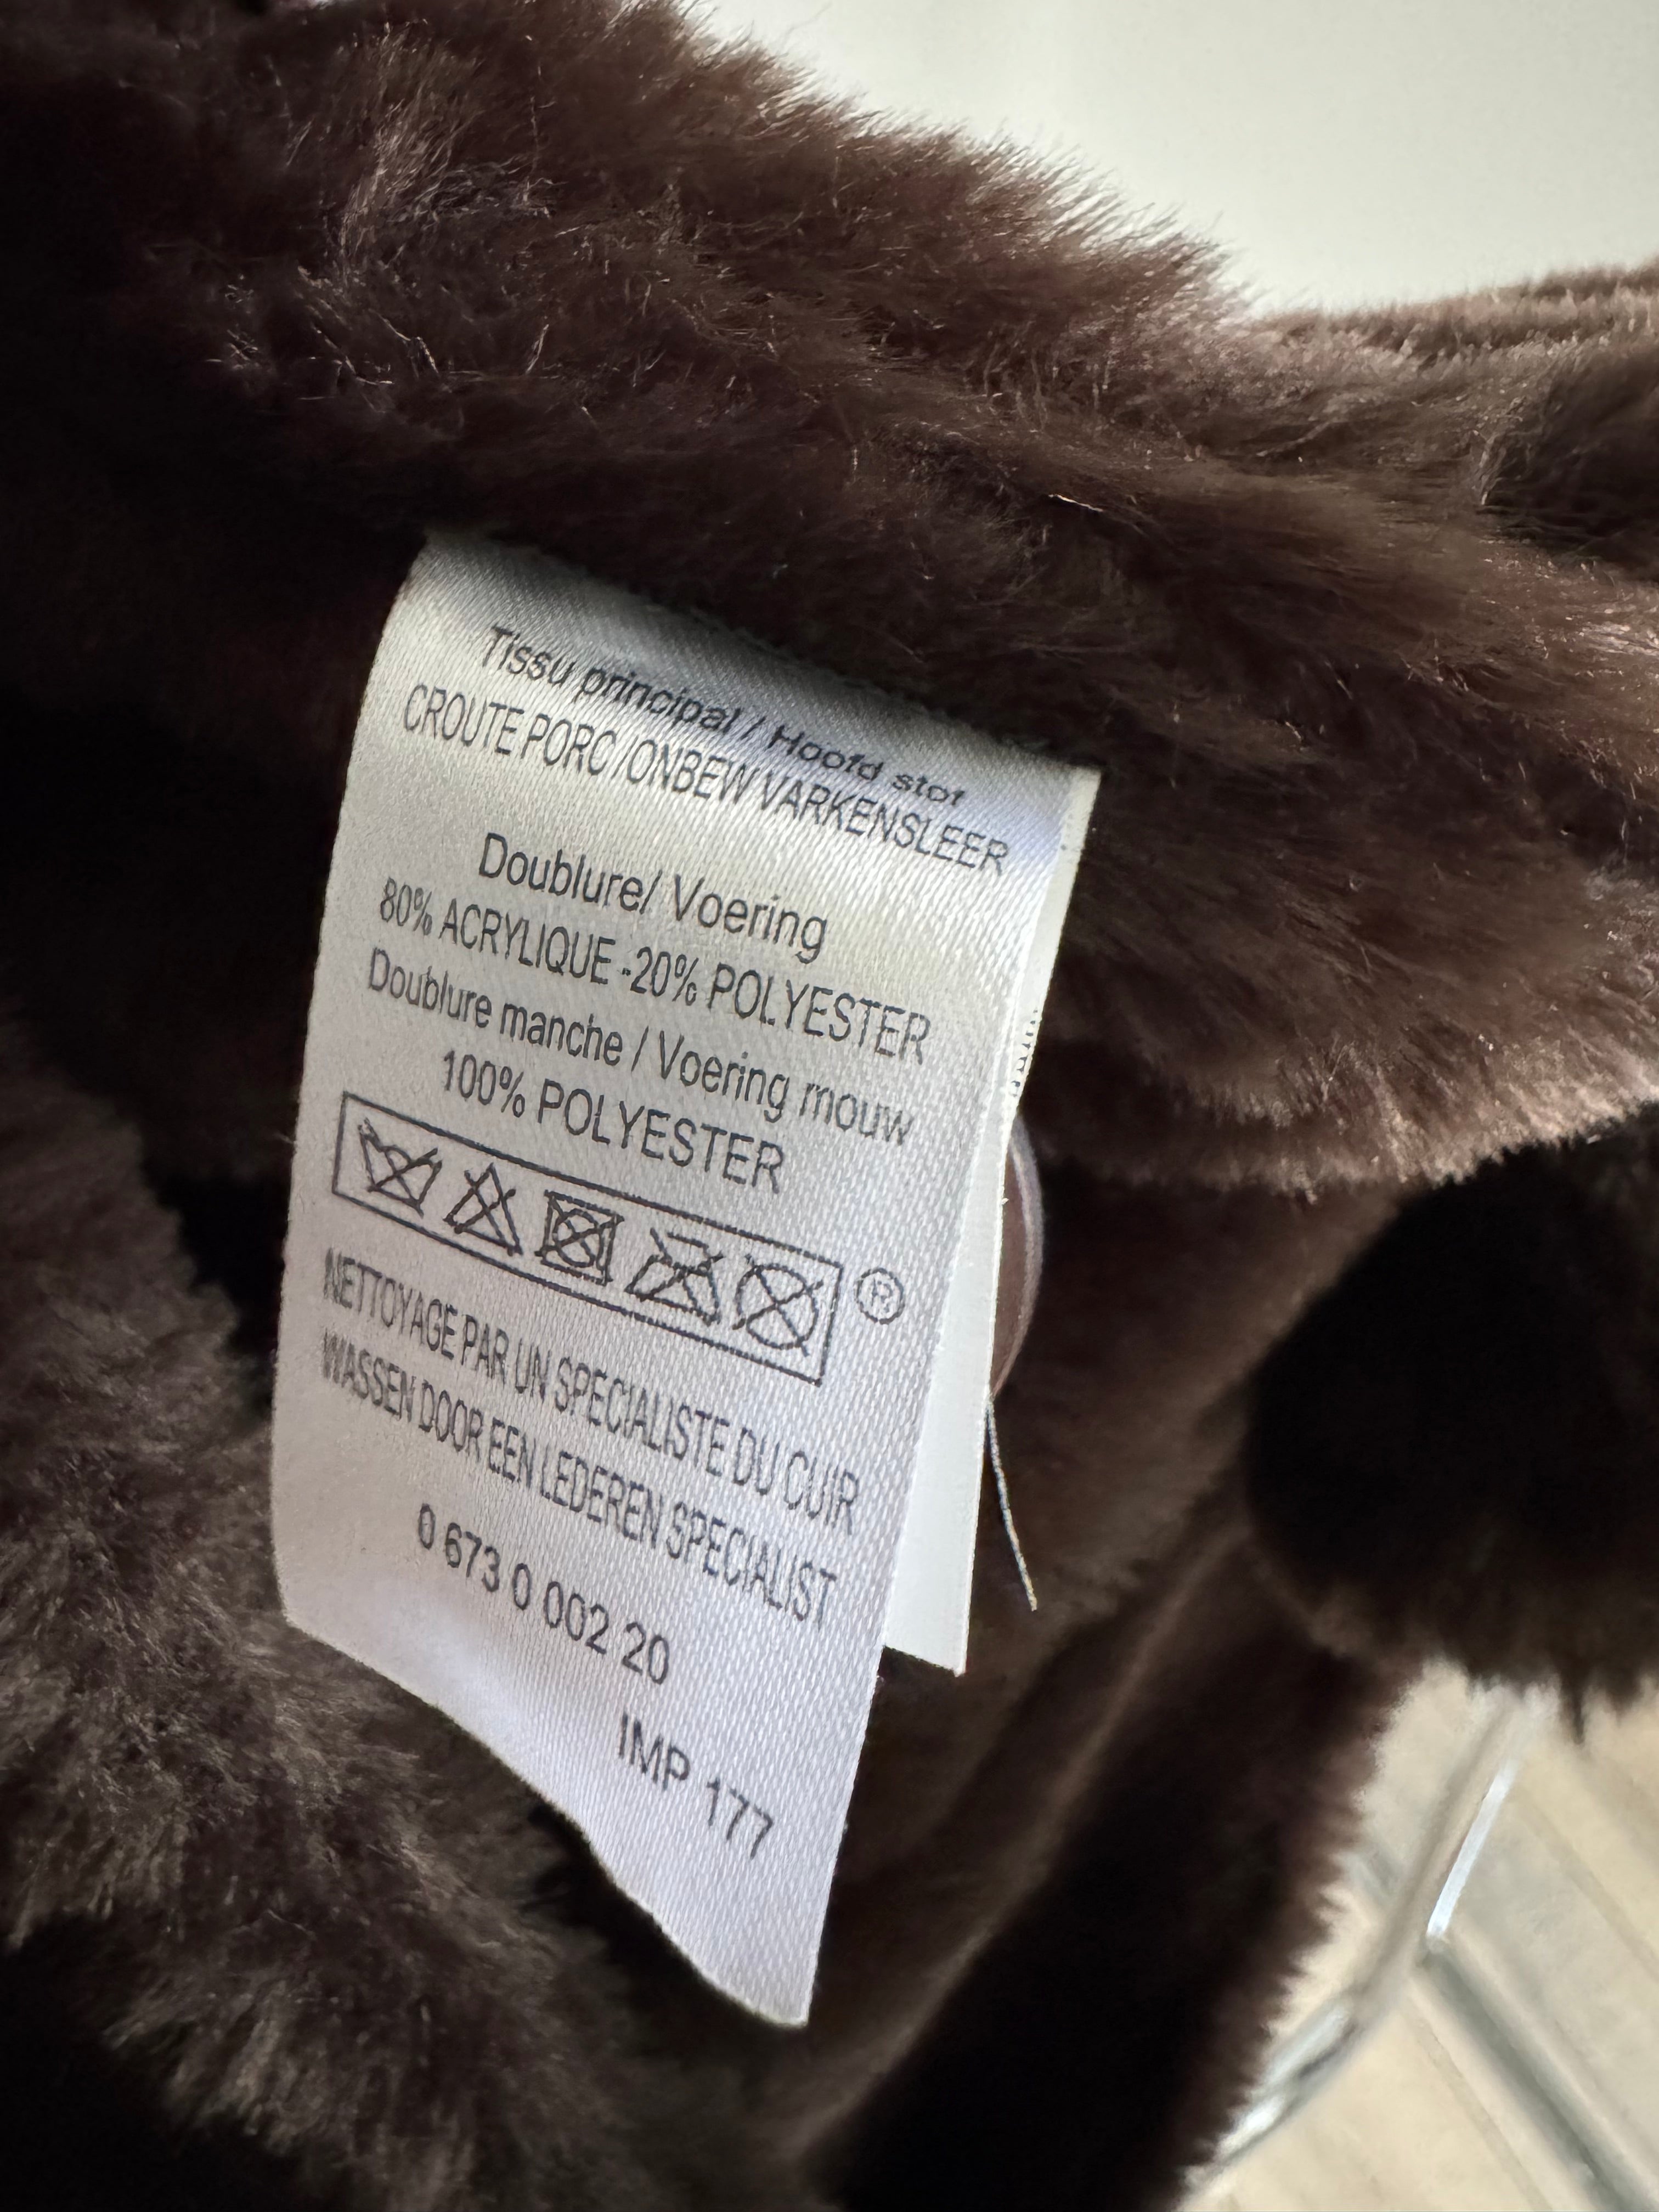 Tissu principal / Hoofd stof
CROUTE PORC /ONBEW VARKENSLEER
Doublure/ Voering
80% ACRYLIQUE -20% POLYESTER
Doublure manche / Voering mouw
100% POLYESTER
®
NETTOYAGE PAR UN SPECIALISTE DU CUIR
WASSEN DOOR EEN LEDEREN SPECIALIST
0 673 0 002 20
IMP 177